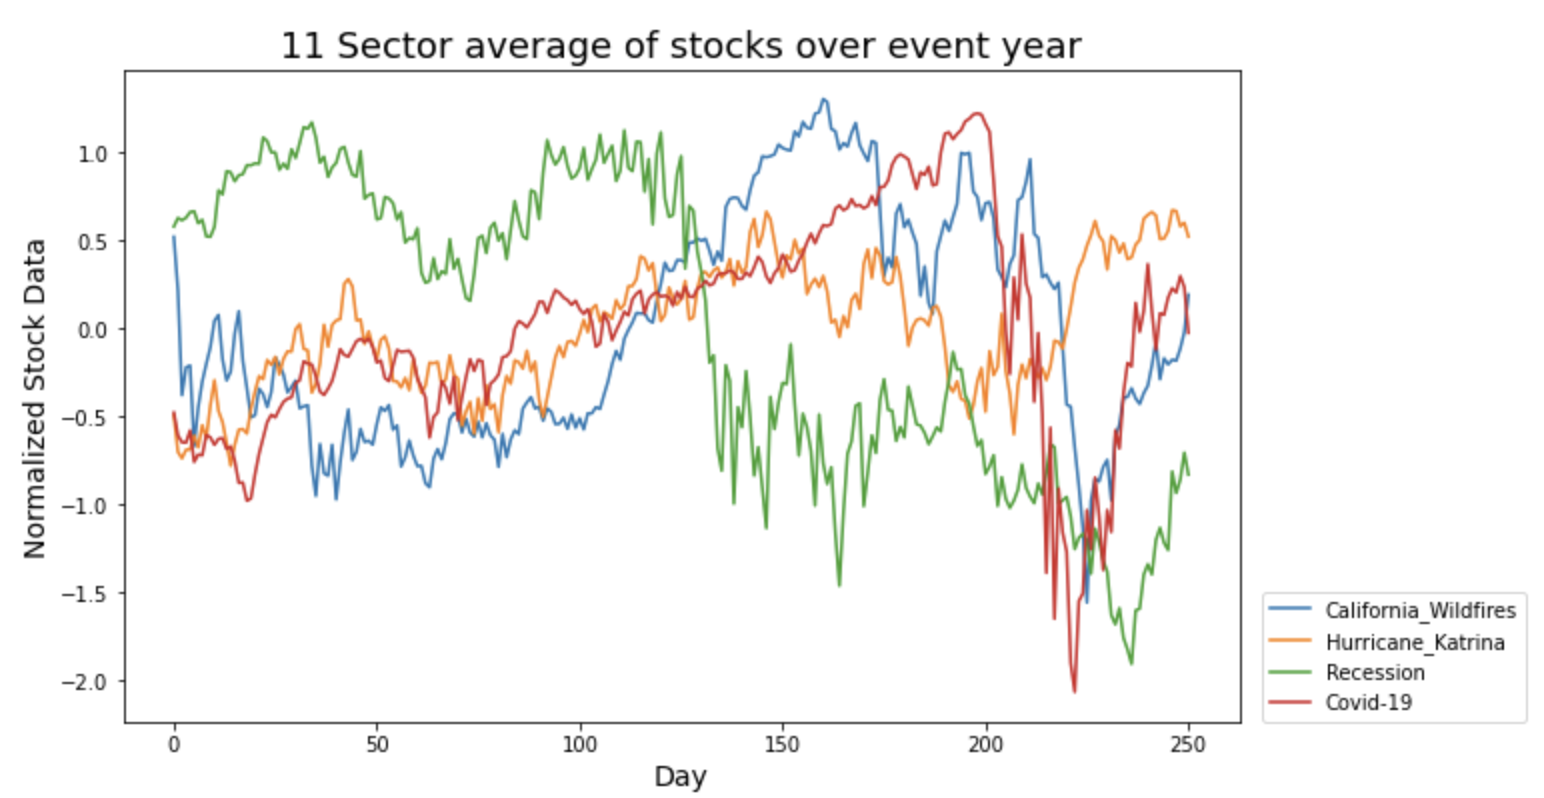 11 Sector average of stocks over event year
Normalized Stock Data
1.0
0.5
0.0
−0.5
−1.0
−1.5
−2.0
0 50 100 150 200 250
Day
California_Wildfires
Hurricane_Katrina
Recession
Covid-19